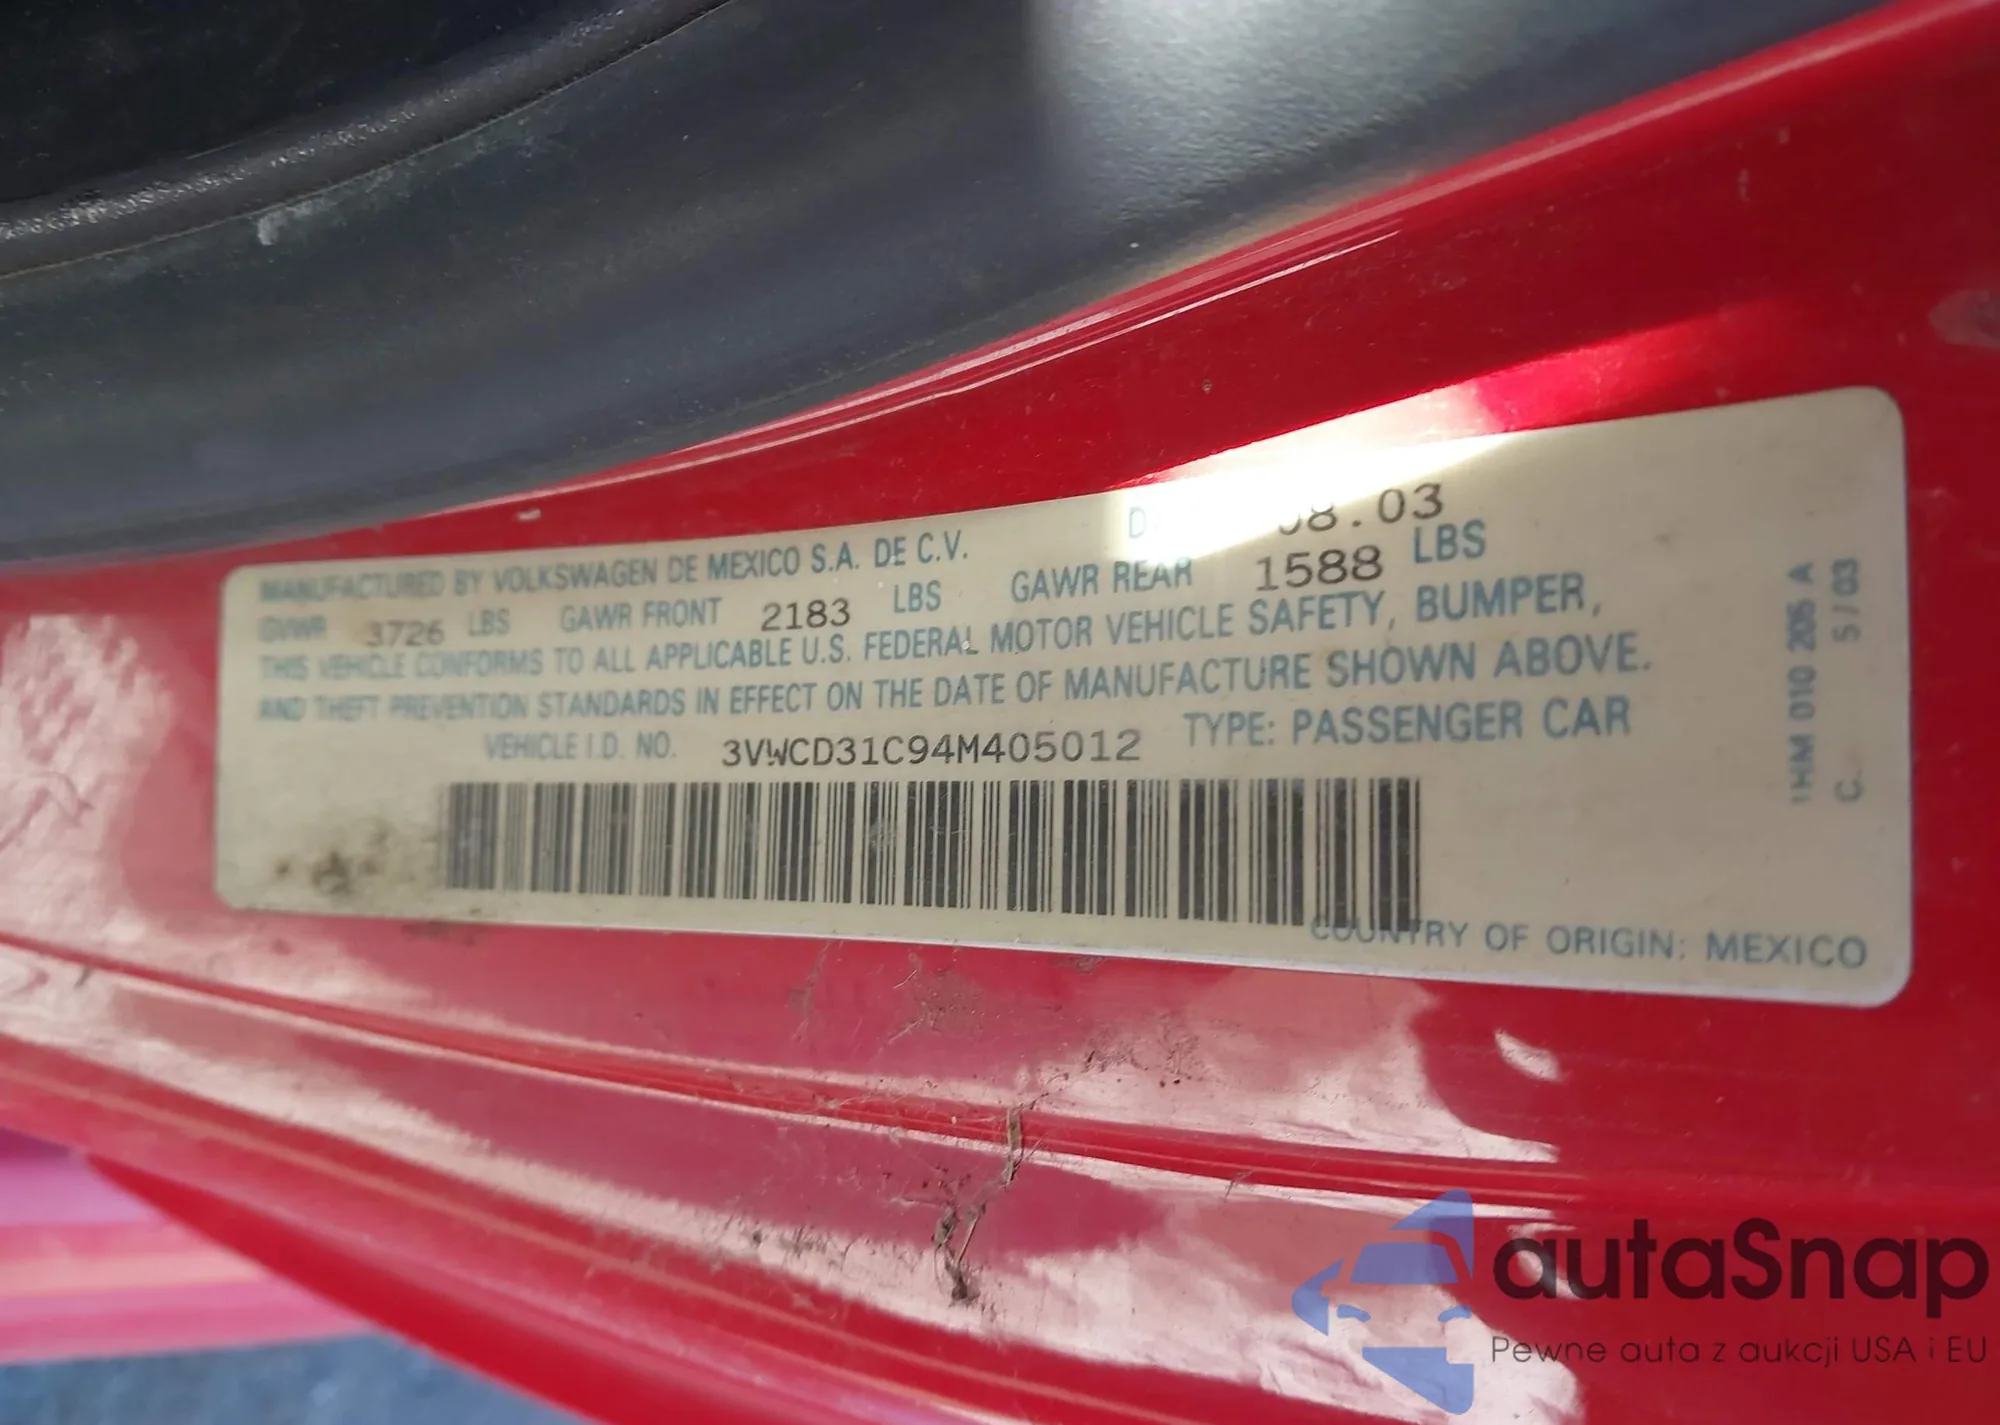 MANUFACTURED BY VOLKSWAGEN DE MEXICO S.A. DE C.V. 08.03
GVWR 3726 LBS GAWR FRONT 2183 LBS GAWR REAR 1588 LBS
THIS VEHICLE CONFORMS TO ALL APPLICABLE U.S. FEDERAL MOTOR VEHICLE SAFETY, BUMPER,
AND THEFT PREVENTION STANDARDS IN EFFECT ON THE DATE OF MANUFACTURE SHOWN ABOVE.
VEHICLE I.D. NO. 3VWCD31C94M405012 TYPE: PASSENGER CAR
COUNTRY OF ORIGIN: MEXICO
1HM 010 205 A
C. 5/03
autaSnap
Pewne auta z aukcji USA i EU